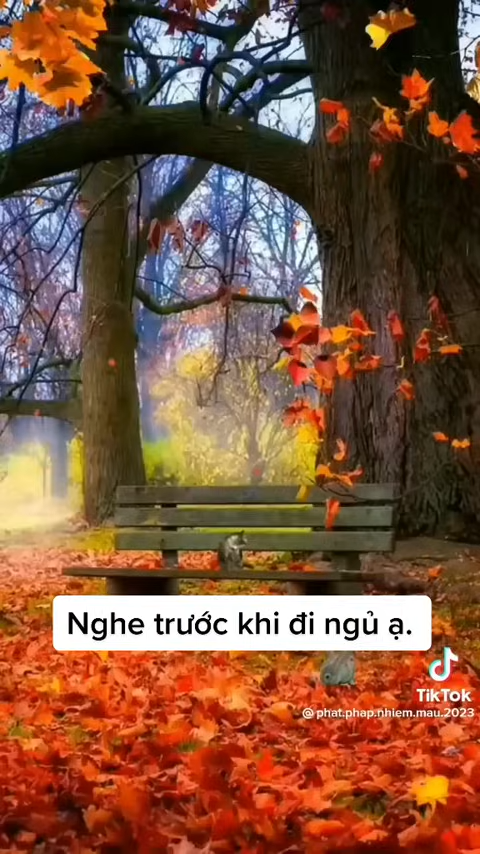 Nghe trước khi đi ngủ ạ.
TikTok
@phat.phap.nhiem.mau.2023